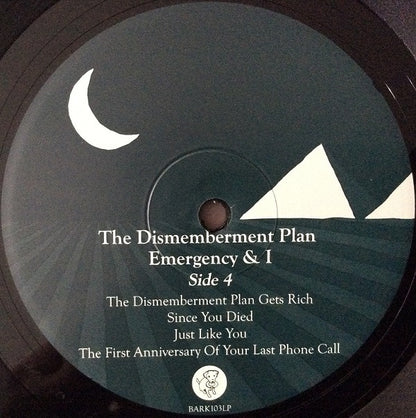 The Dismemberment Plan
Emergency & I
Side 4
The Dismemberment Plan Gets Rich
Since You Died
Just Like You
The First Anniversary Of Your Last Phone Call
BARK103LP